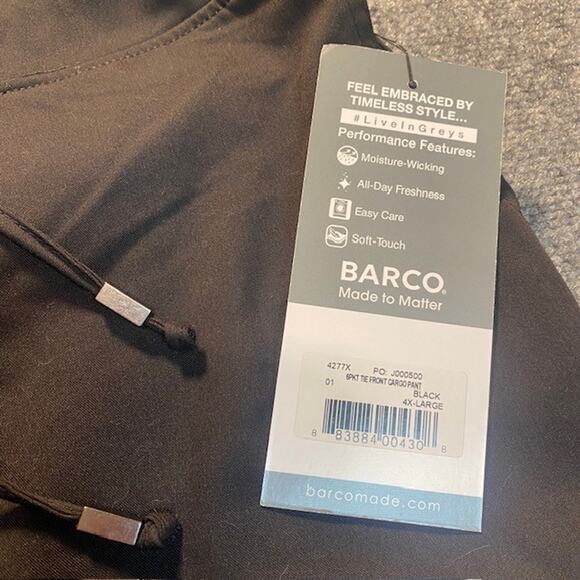 FEEL EMBRACED BY
TIMELESS STYLE...
#LiveInGreys
Performance Features:
Moisture-Wicking
All-Day Freshness
Easy Care
Soft-Touch
BARCO®
Made to Matter
4277X PO: J000500
6PKT TIE FRONT CARGO PANT
01 BLACK
4X-LARGE
8 83884 00430 8
barcomade.com